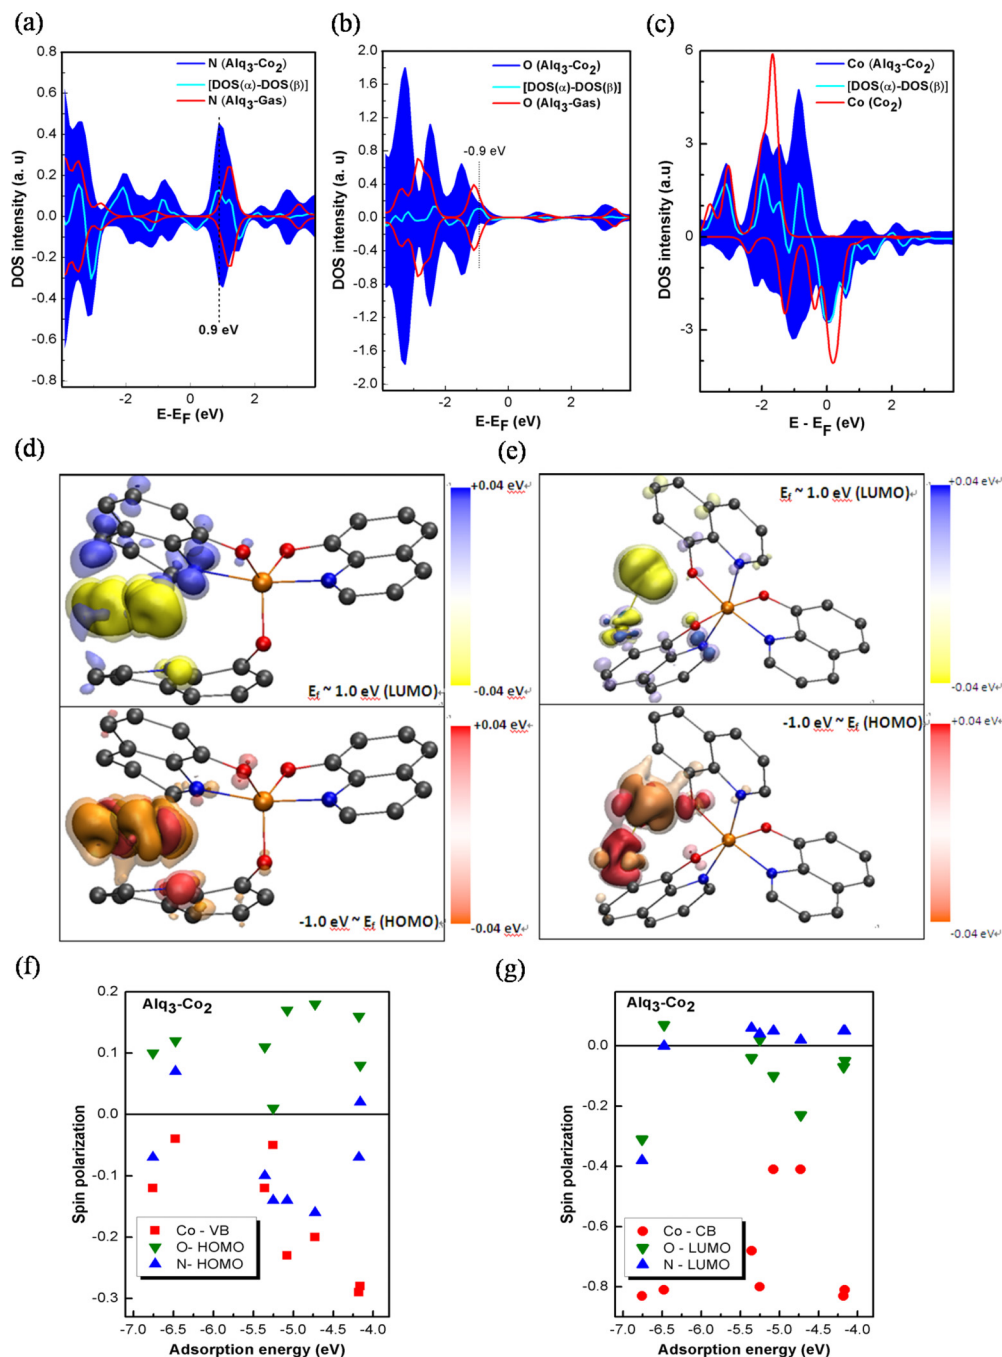 (a)
0.8
0.6
0.4
0.2
0.0
-0.2
-0.4
-0.6
-0.8
DOS intensity (a. u)
N (Alq3-Co2)
[DOS(α)-DOS(β)]
N (Alq3-Gas)
0.9 eV
-2 0 2
E-EF (eV)
(b)
2.0
1.6
1.2
0.8
0.4
0.0
-0.4
-0.8
-1.2
-1.6
-2.0
DOS intensity (a. u)
O (Alq3-Co2)
[DOS(α)-DOS(β)]
O (Alq3-Gas)
-0.9 eV
-2 0 2
E-EF (eV)
(c)
6
3
0
-3
DOS intensity (a. u)
Co (Alq3-Co2)
[DOS(α)-DOS(β)]
Co (Co2)
-2 0 2
E - EF (eV)
(d)
Ef ~ 1.0 eV (LUMO)
+0.04 eV
-0.04 eV
-1.0 eV ~ Ef (HOMO)
+0.04 eV
-0.04 eV
(e)
Ef ~ 1.0 eV (LUMO)
+0.04 eV
-0.04 eV
-1.0 eV ~ Ef (HOMO)
+0.04 eV
-0.04 eV
(f)
Alq3-Co2
0.2
0.1
0.0
-0.1
-0.2
-0.3
Spin polarization
Co - VB
O- HOMO
N- HOMO
-7.0 -6.5 -6.0 -5.5 -5.0 -4.5 -4.0
Adsorption energy (eV)
(g)
Alq3-Co2
0.0
-0.2
-0.4
-0.6
-0.8
Spin polarization
Co - CB
O - LUMO
N - LUMO
-7.0 -6.5 -6.0 -5.5 -5.0 -4.5 -4.0
Adsorption energy (eV)